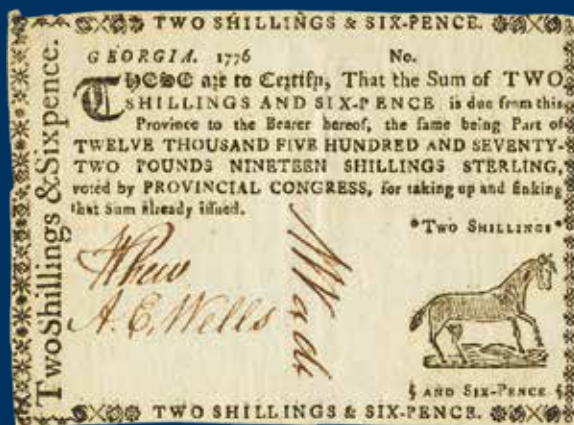 TWO SHILLINGS & SIX-PENCE.
TwoShillings &Sixpence.
GEORGIA. 1776 No.
THESE are to Certify, That the Sum of TWO
SHILLINGS AND SIX-PENCE is due from this
Province to the Bearer hereof, the same being Part of
TWELVE THOUSAND FIVE HUNDRED AND SEVENTY-
TWO POUNDS NINETEEN SHILLINGS STERLING,
voted by PROVINCIAL CONGRESS, for taking up and sinking
that Sum already issued.
*TWO SHILLINGS*
A. E. Wells
§ AND SIX-PENCE §
TWO SHILLINGS & SIX-PENCE.